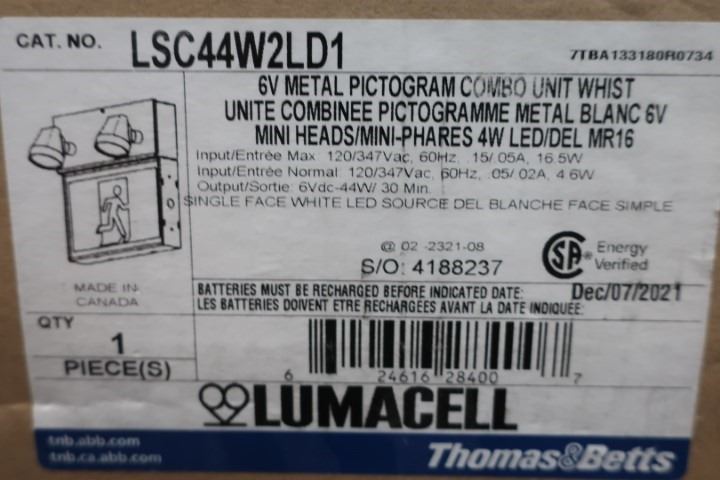 CAT. NO. LSC44W2LD1
7TBA133180R0734
6V METAL PICTOGRAM COMBO UNIT WHIST
UNITE COMBINEE PICTOGRAMME METAL BLANC 6V
MINI HEADS/MINI-PHARES 4W LED/DEL MR16
Input/Entrée Max 120/347Vac, 60Hz, .15/.05A, 16.5W
Input/Entrée Normal 120/347Vac, 60Hz, .05/.02A, 4.6W
Output/Sortie: 6Vdc-44W/ 30 Min.
SINGLE FACE WHITE LED SOURCE DEL BLANCHE FACE SIMPLE
@ 02 -2321-08
S/O: 4188237
SA Energy
Verified
MADE IN
CANADA
BATTERIES MUST BE RECHARGED BEFORE INDICATED DATE: Dec/07/2021
LES BATTERIES DOIVENT ETRE RECHARGÉES AVANT LA DATE INDIQUÉE:
QTY
1
PIECE(S)
6 24616 28400 7
LUMACELL
tnb.abb.com
tnb.ca.abb.com
Thomas&Betts